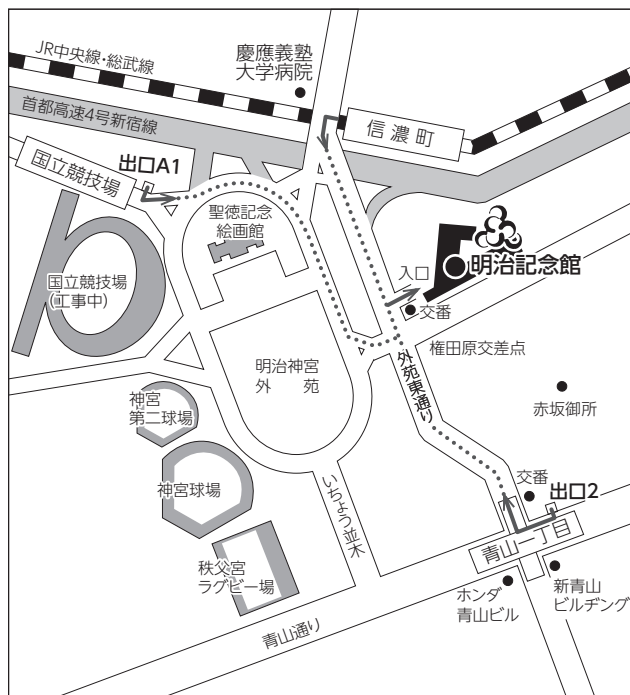 JR中央線・総武線
慶應義塾
大学病院
首都高速4号新宿線
信濃町
出口A1
国立競技場
聖徳記念
絵画館
国立競技場
(工事中)
入口
明治記念館
交番
権田原交差点
明治神宮
外　苑
外苑東通り
赤坂御所
神宮
第二球場
神宮球場
いちょう並木
交番
出口2
青山一丁目
秩父宮
ラグビー場
青山通り
ホンダ
青山ビル
新青山
ビルヂング